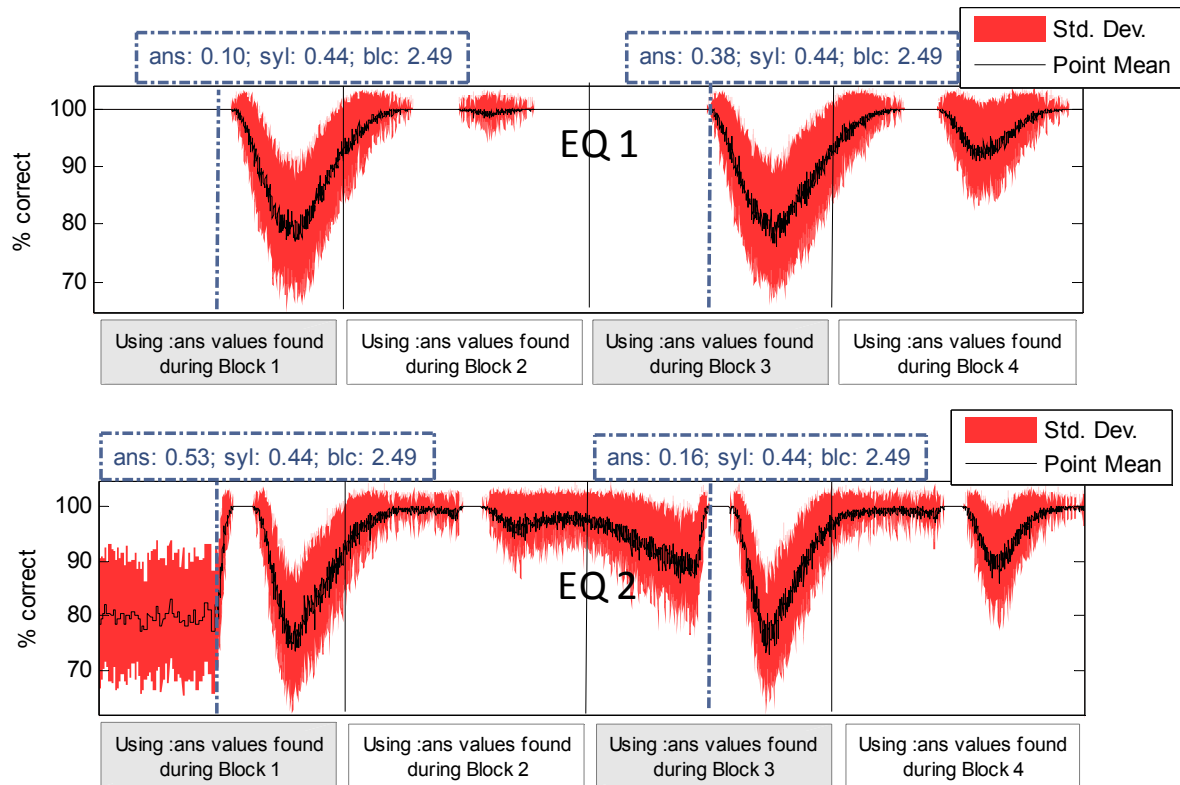 Std. Dev.
Point Mean
ans: 0.10; syl: 0.44; blc: 2.49
ans: 0.38; syl: 0.44; blc: 2.49
100
90
80
70
% correct
EQ 1
Using :ans values found
during Block 1
Using :ans values found
during Block 2
Using :ans values found
during Block 3
Using :ans values found
during Block 4
Std. Dev.
Point Mean
ans: 0.53; syl: 0.44; blc: 2.49
ans: 0.16; syl: 0.44; blc: 2.49
100
90
80
70
% correct
EQ 2
Using :ans values found
during Block 1
Using :ans values found
during Block 2
Using :ans values found
during Block 3
Using :ans values found
during Block 4